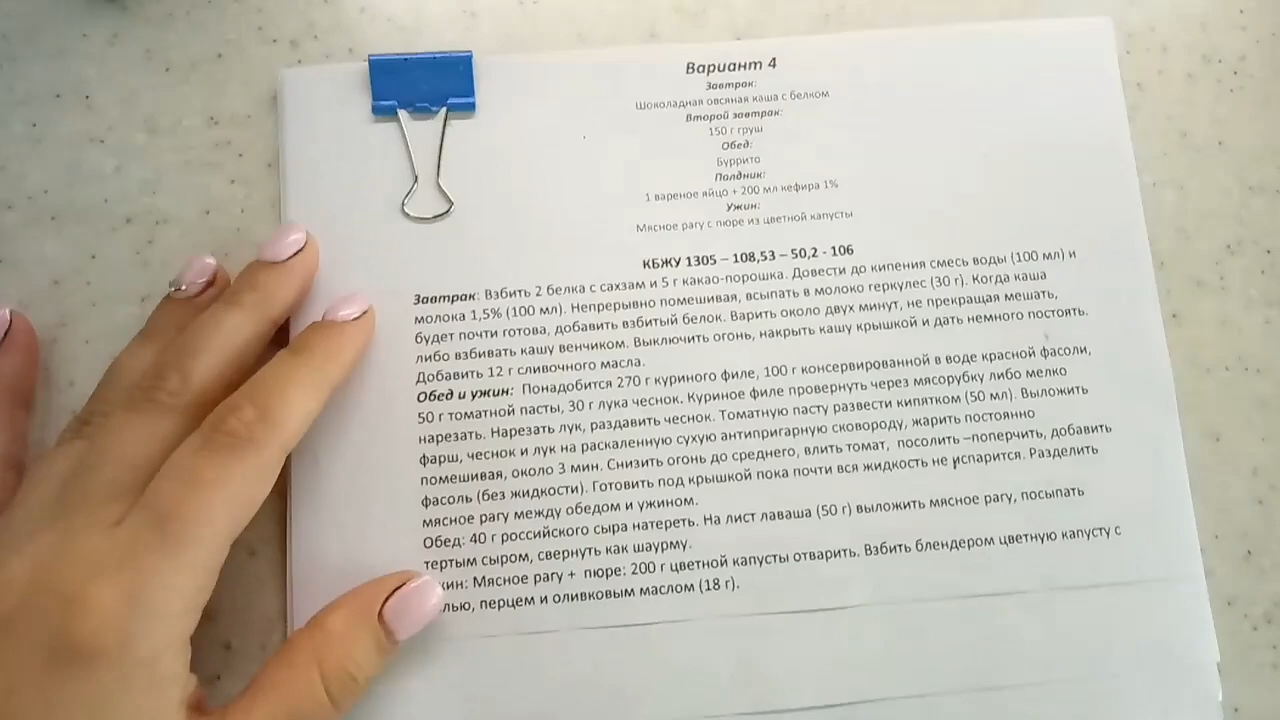 Вариант 4
Завтрак:
Шоколадная овсяная каша с белком
Второй завтрак:
150 г груш
Обед:
Буррито
Полдник:
1 вареное яйцо + 200 мл кефира 1%
Ужин:
Мясное рагу с пюре из цветной капусты
КБЖУ 1305 – 108,53 – 50,2 - 106
Завтрак: Взбить 2 белка с сахзам и 5 г какао-порошка. Довести до кипения смесь воды (100 мл) и
молока 1,5% (100 мл). Непрерывно помешивая, всыпать в молоко геркулес (30 г). Когда каша
будет почти готова, добавить взбитый белок. Варить около двух минут, не прекращая мешать,
либо взбивать кашу венчиком. Выключить огонь, накрыть кашу крышкой и дать немного постоять.
Добавить 12 г сливочного масла.
Обед и ужин: Понадобится 270 г куриного филе, 100 г консервированной в воде красной фасоли,
50 г томатной пасты, 30 г лука чеснок. Куриное филе провернуть через мясорубку либо мелко
нарезать. Нарезать лук, раздавить чеснок. Томатную пасту развести кипятком (50 мл). Выложить
фарш, чеснок и лук на раскаленную сухую антипригарную сковороду, жарить постоянно
помешивая, около 3 мин. Снизить огонь до среднего, влить томат, посолить –поперчить, добавить
фасоль (без жидкости). Готовить под крышкой пока почти вся жидкость не испарится. Разделить
мясное рагу между обедом и ужином.
Обед: 40 г российского сыра натереть. На лист лаваша (50 г) выложить мясное рагу, посыпать
тертым сыром, свернуть как шаурму.
жин: Мясное рагу + пюре: 200 г цветной капусты отварить. Взбить блендером цветную капусту с
лью, перцем и оливковым маслом (18 г).